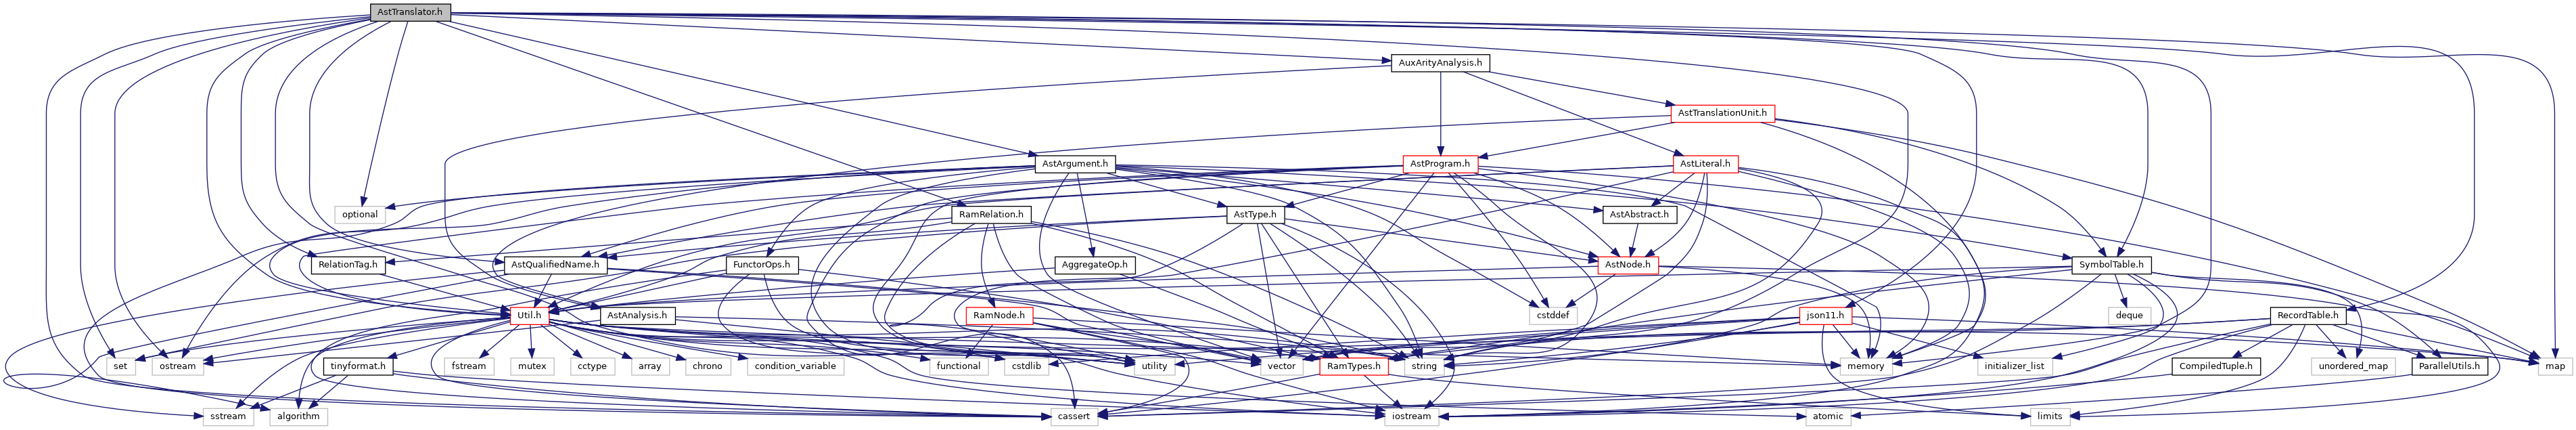 AstTranslator.h
AuxArityAnalysis.h
AstTranslationUnit.h
AstArgument.h
AstProgram.h
AstLiteral.h
optional
RamRelation.h
AstType.h
AstAbstract.h
RelationTag.h
AstQualifiedName.h
FunctorOps.h
AggregateOp.h
AstNode.h
SymbolTable.h
cstddef
Util.h
AstAnalysis.h
RamNode.h
json11.h
deque
RecordTable.h
set
ostream
tinyformat.h
fstream
mutex
cctype
array
chrono
condition_variable
functional
cstdlib
utility
vector
RamTypes.h
string
memory
initializer_list
CompiledTuple.h
unordered_map
ParallelUtils.h
map
sstream
algorithm
cassert
iostream
atomic
limits